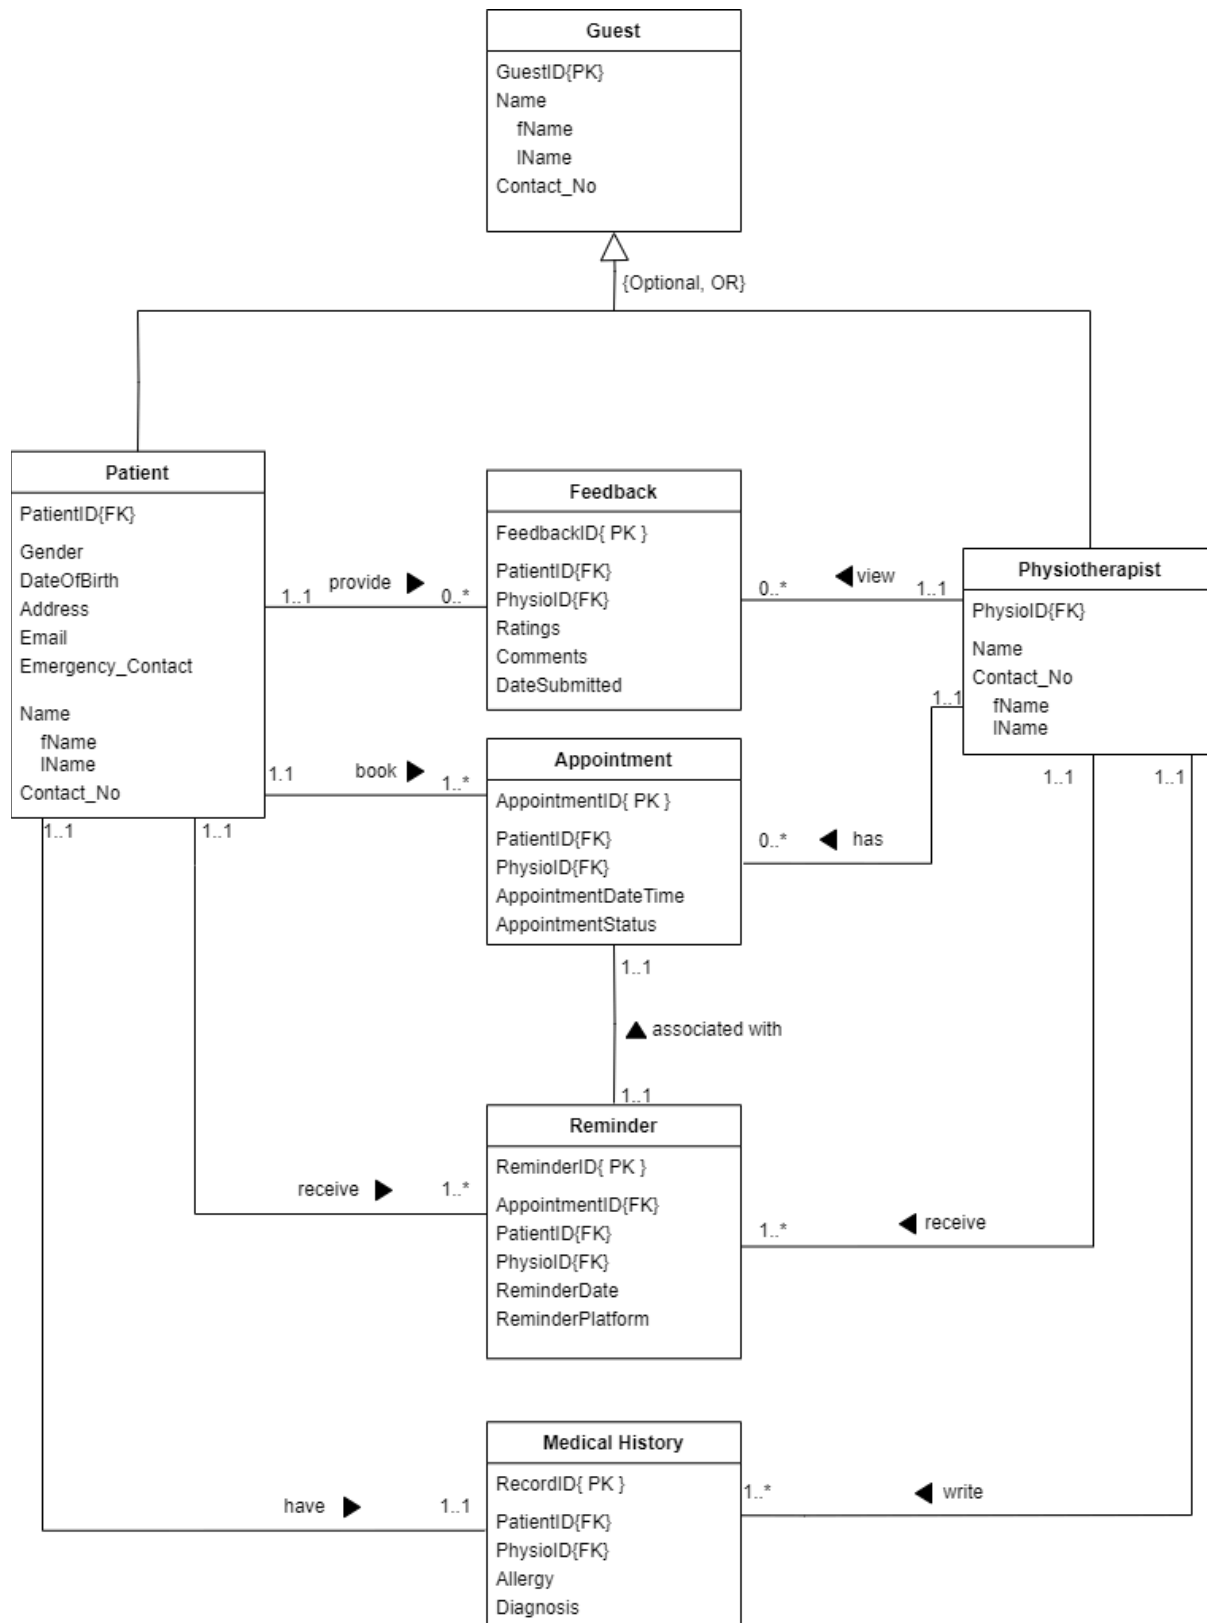 Guest
GuestID{PK}
Name
fName
lName
Contact_No
{Optional, OR}
Patient
PatientID{FK}
Gender
DateOfBirth
Address
Email
Emergency_Contact
Name
fName
lName
Contact_No
1..1
provide
0..*
Feedback
FeedbackID{ PK }
PatientID{FK}
PhysioID{FK}
Ratings
Comments
DateSubmitted
0..*
view
1..1
Physiotherapist
PhysioID{FK}
Name
Contact_No
fName
lName
1.1
book
1..*
Appointment
AppointmentID{ PK }
PatientID{FK}
PhysioID{FK}
AppointmentDateTime
AppointmentStatus
0..*
has
1..1
1..1
1..1
1..1
1..1
1..1
associated with
1..1
Reminder
ReminderID{ PK }
AppointmentID{FK}
PatientID{FK}
PhysioID{FK}
ReminderDate
ReminderPlatform
receive
1..*
1..*
receive
Medical History
RecordID{ PK }
PatientID{FK}
PhysioID{FK}
Allergy
Diagnosis
have
1..1
1..*
write